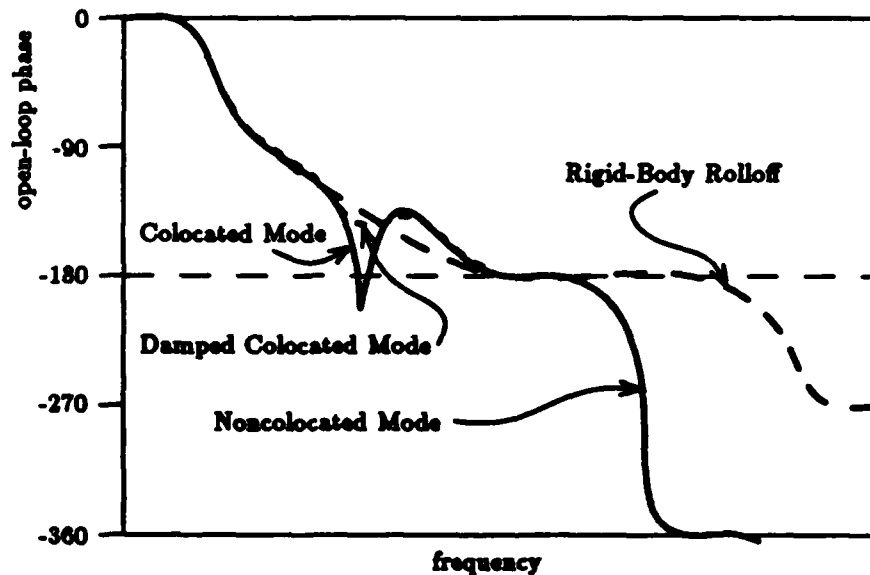 open-loop phase
0
-90
-180
-270
-360
Rigid-Body Rolloff
Colocated Mode
Damped Colocated Mode
Noncolocated Mode
frequency